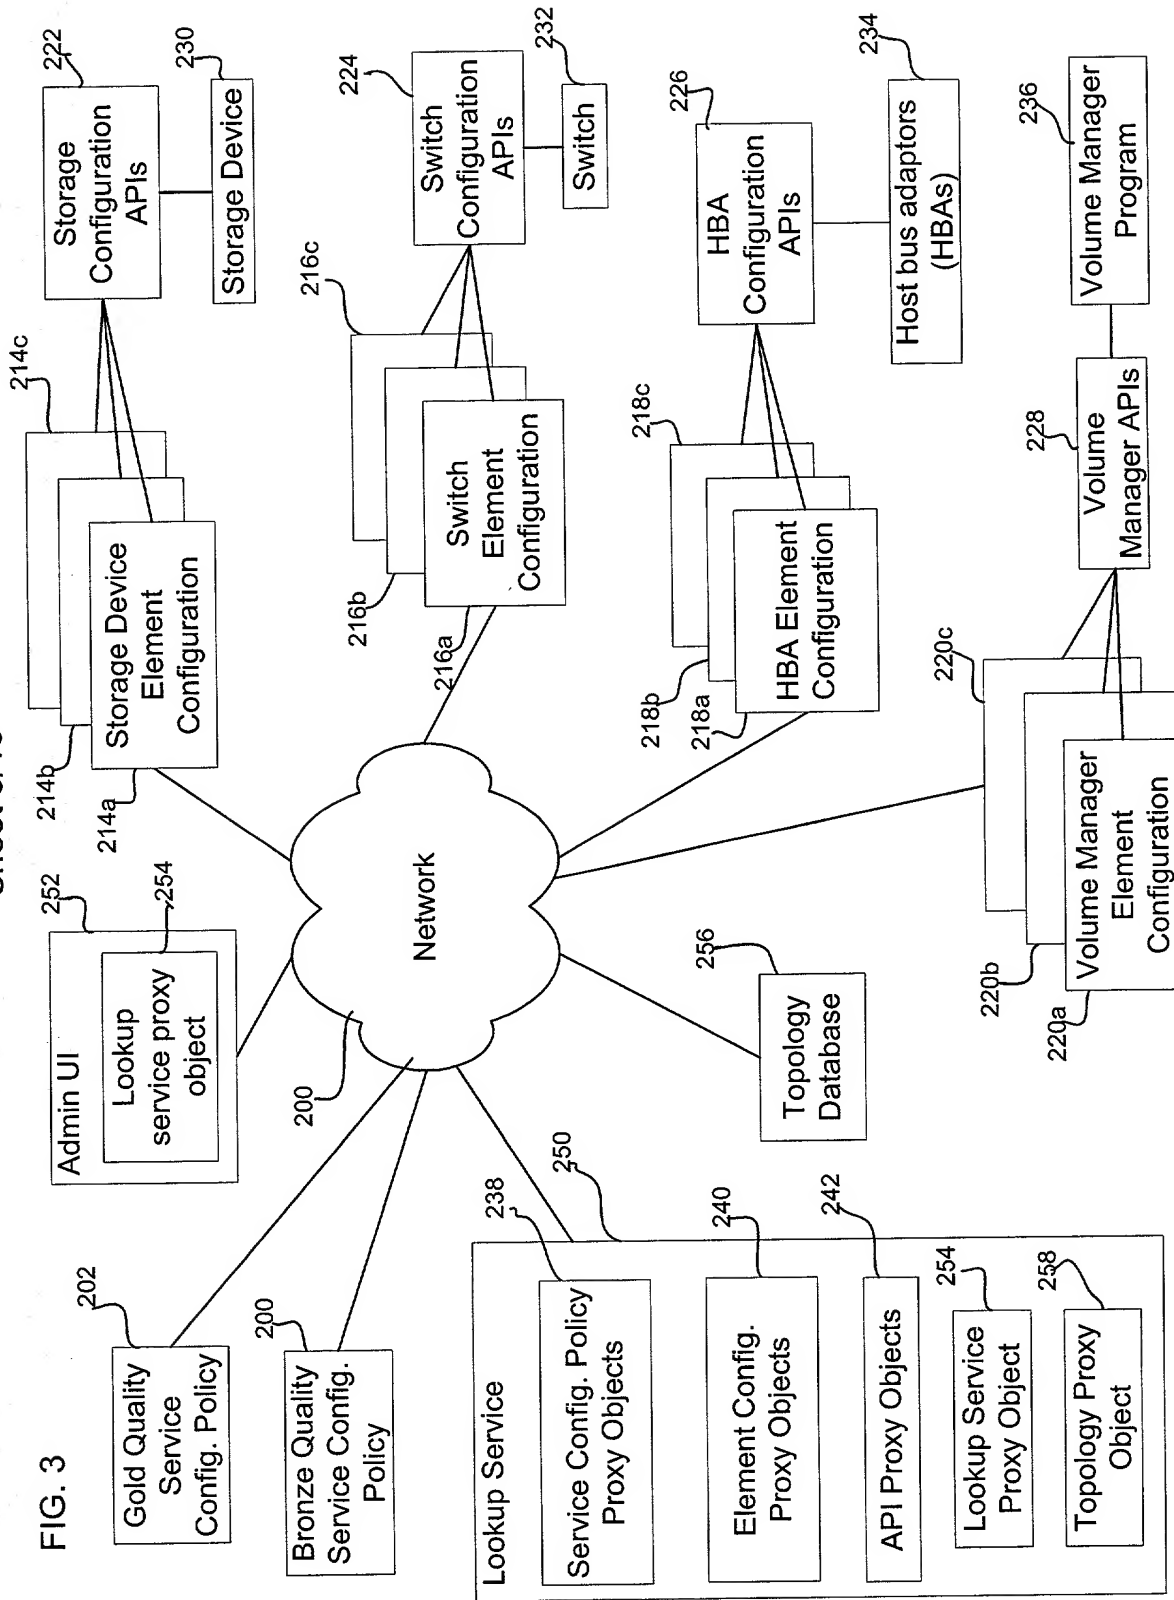 FIG. 3
Gold Quality
Service
Config. Policy
202
Bronze Quality
Service Config.
Policy
200
Lookup Service
250
Service Config. Policy
Proxy Objects
238
Element Config.
Proxy Objects
240
API Proxy Objects
242
Lookup Service
Proxy Object
254
Topology Proxy
Object
258
Admin UI
252
Lookup
service proxy
object
254
Network
200
Topology
Database
256
Storage Device
Element
Configuration
214a
214b
214c
Storage
Configuration
APIs
222
Storage Device
230
Switch
Element
Configuration
216a
216b
216c
Switch
Configuration
APIs
224
Switch
232
HBA Element
Configuration
218a
218b
218c
HBA
Configuration
APIs
226
Host bus adaptors
(HBAs)
234
Volume Manager
Element
Configuration
220a
220b
220c
Volume
Manager APIs
228
Volume Manager
Program
236